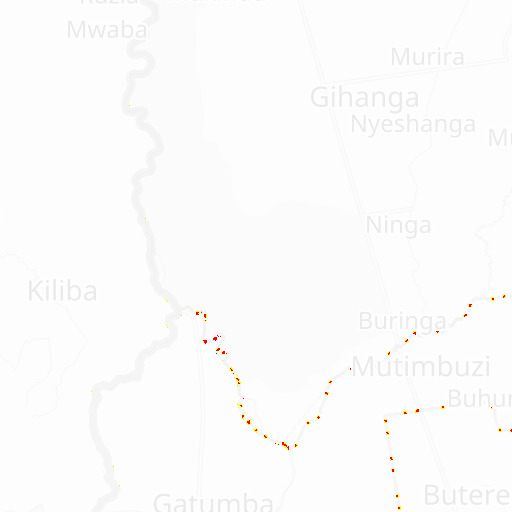 Mwaba
Murira
Gihanga
Nyeshanga
Ninga
Kiliba
Buringa
Mutimbuzi
Buhur
Gatumba
Butere